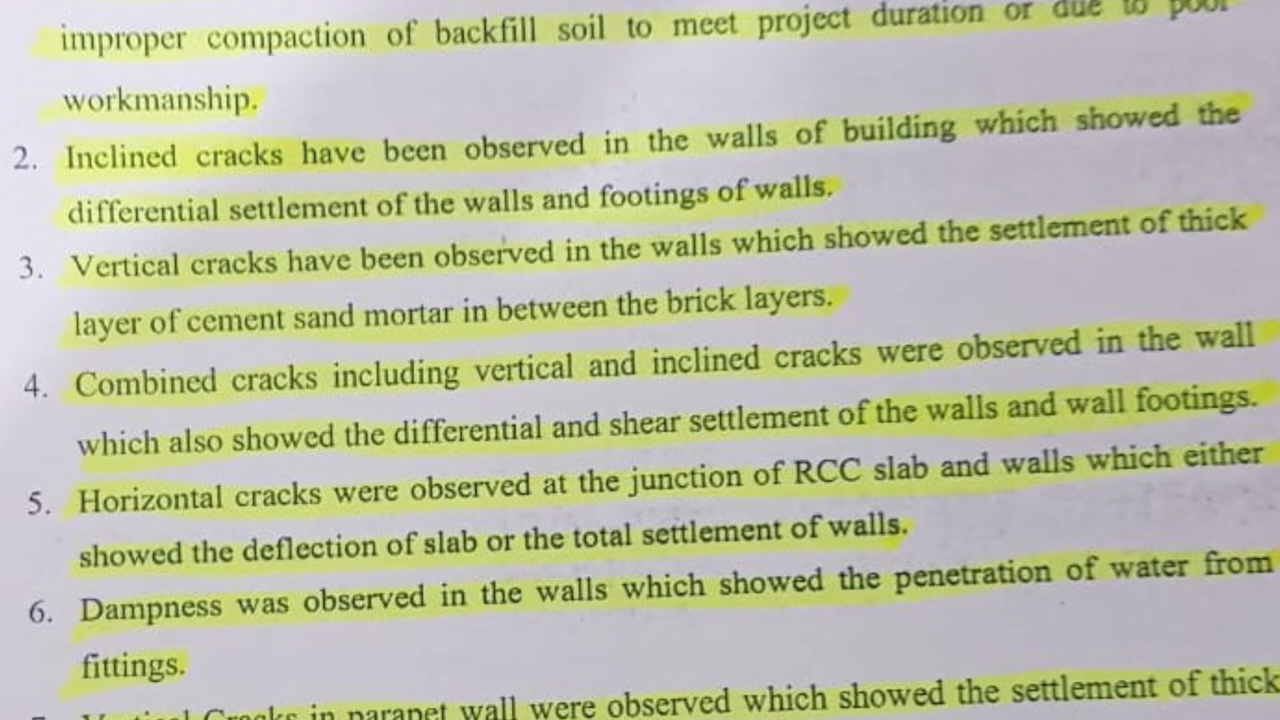 improper compaction of backfill soil to meet project duration or due to poor
workmanship.
2. Inclined cracks have been observed in the walls of building which showed the
differential settlement of the walls and footings of walls.
3. Vertical cracks have been observed in the walls which showed the settlement of thick
layer of cement sand mortar in between the brick layers.
4. Combined cracks including vertical and inclined cracks were observed in the wall
which also showed the differential and shear settlement of the walls and wall footings.
5. Horizontal cracks were observed at the junction of RCC slab and walls which either
showed the deflection of slab or the total settlement of walls.
6. Dampness was observed in the walls which showed the penetration of water from
fittings.
Vertical Cracks in parapet wall were observed which showed the settlement of thick